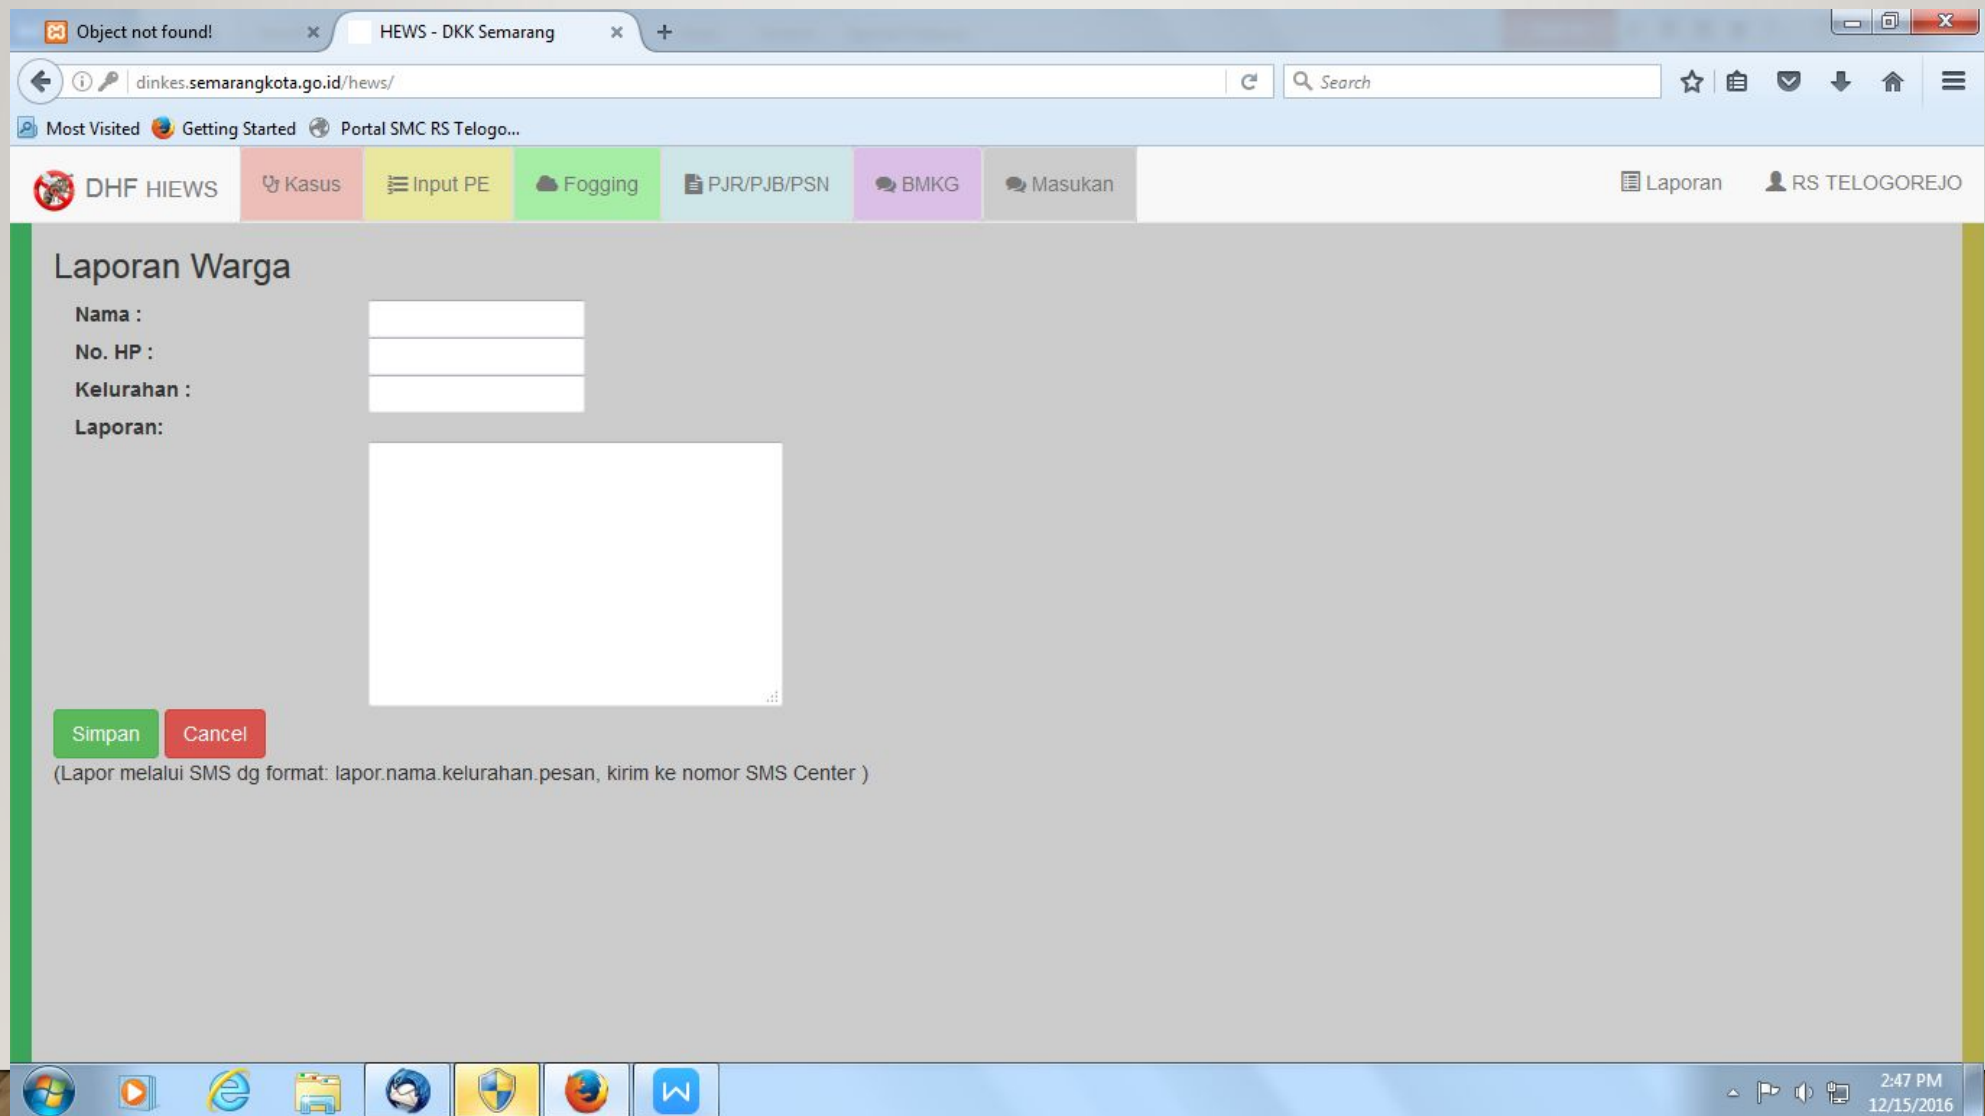 Object not found!
HEWS - DKK Semarang
dinkes.semarangkota.go.id/hews/
Search
Most Visited
Getting Started
Portal SMC RS Telogo...
DHF HIEWS
Kasus
Input PE
Fogging
PJR/PJB/PSN
BMKG
Masukan
Laporan
RS TELOGOREJO
Laporan Warga
Nama :
No. HP :
Kelurahan :
Laporan:
Simpan
Cancel
(Lapor melalui SMS dg format: lapor.nama.kelurahan.pesan, kirim ke nomor SMS Center )
2:47 PM
12/15/2016